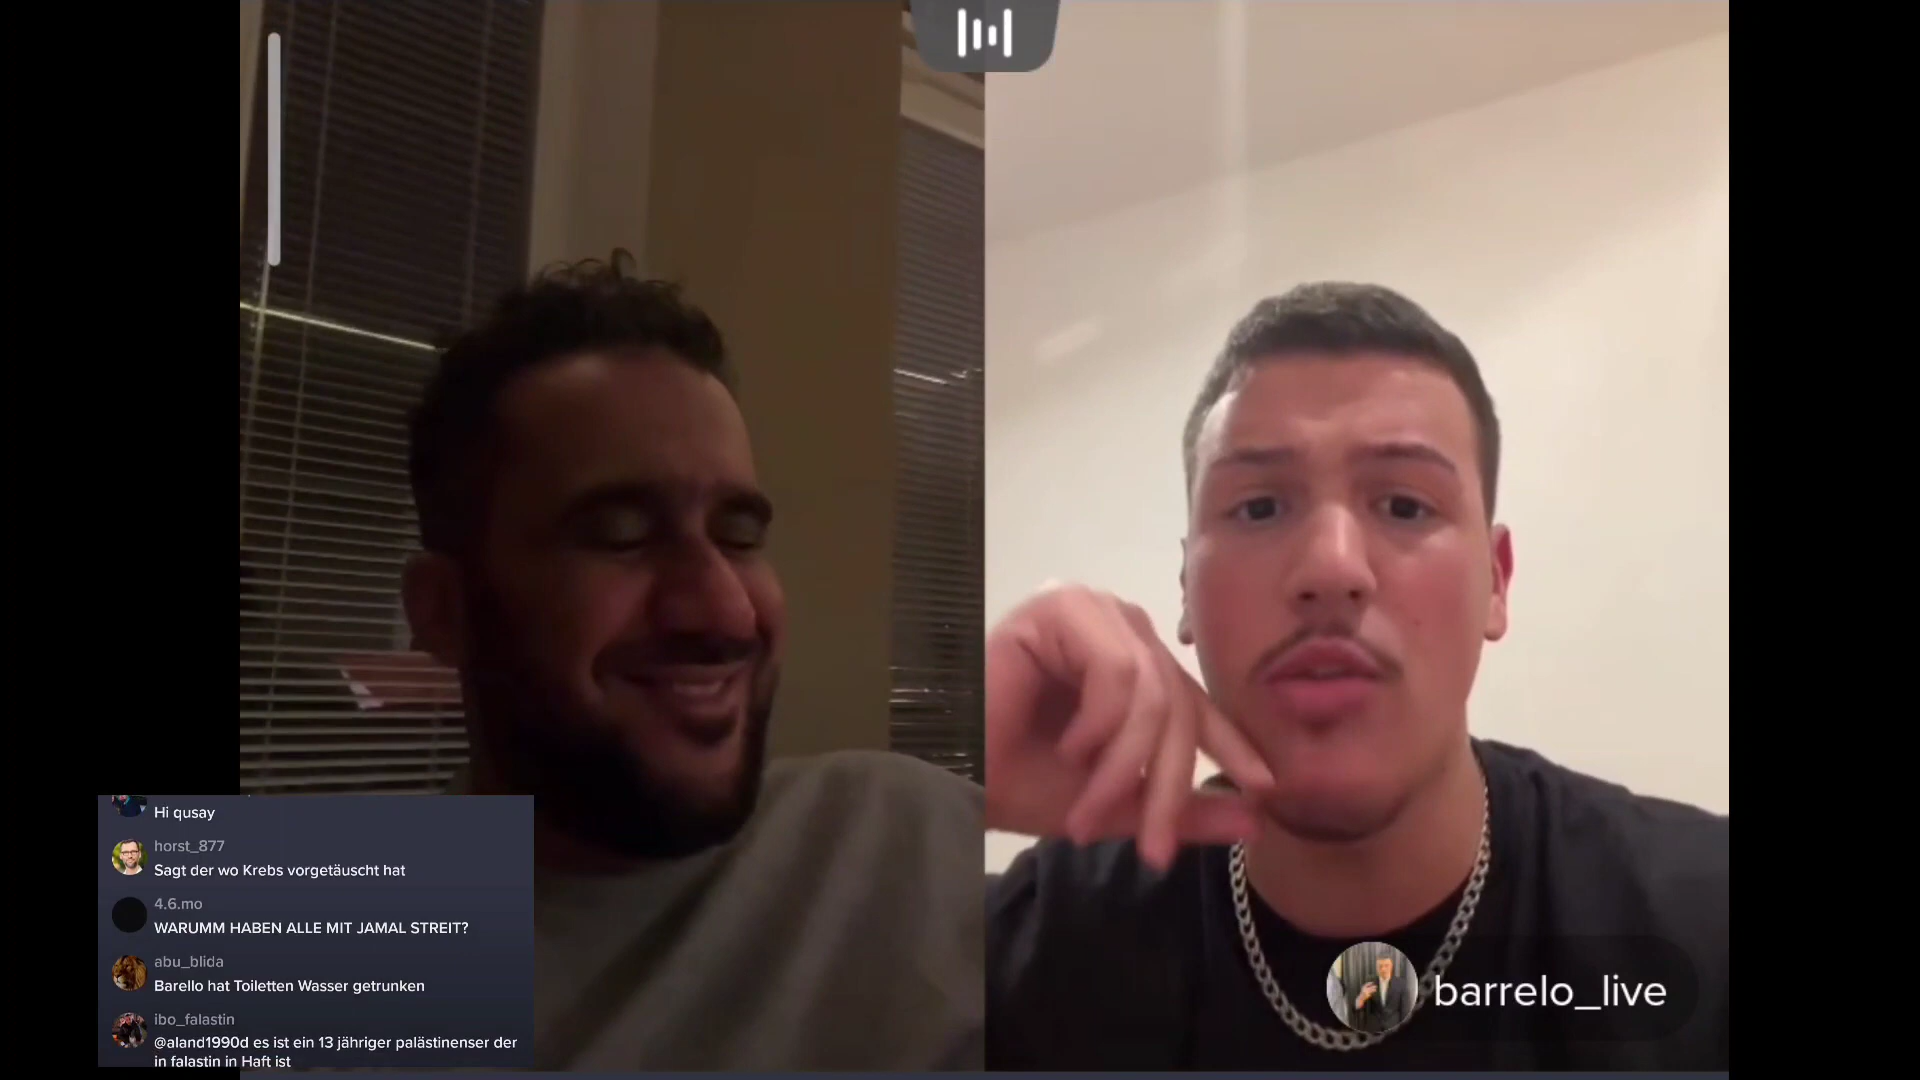 Hi qusay
horst_877
Sagt der wo Krebs vorgetäuscht hat
4.6.mo
WARUMM HABEN ALLE MIT JAMAL STREIT?
abu_blida
Barello hat Toiletten Wasser getrunken
ibo_falastin
@aland1990d es ist ein 13 jähriger palästinenser der
in falastin in Haft ist
barrelo_live